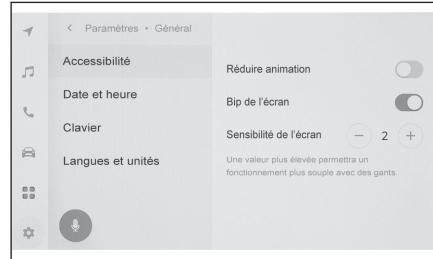 < Paramètres • Général
Accessibilité
Date et heure
Clavier
Langues et unités
Réduire animation
Bip de l'écran
Sensibilité de l'écran − 2 +
Une valeur plus élevée permettra un
fonctionnement plus souple avec des gants.